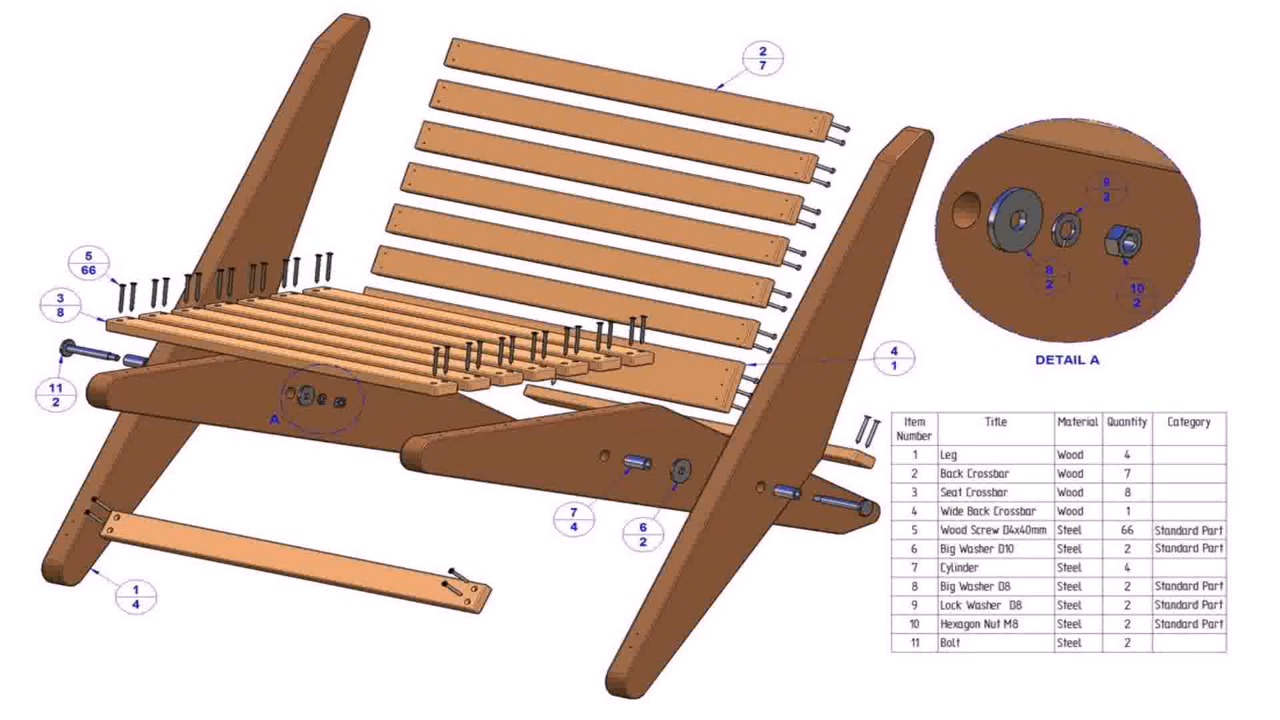 2
7
5
66
3
8
11
2
A
1
4
7
4
6
2
4
1
9
2
8
2
10
2
DETAIL A
Item Number Title Material Quantity Category
1 Leg Wood 4
2 Back Crossbar Wood 7
3 Seat Crossbar Wood 8
4 Wide Back Crossbar Wood 1
5 Wood Screw D4x40mm Steel 66 Standard Part
6 Big Washer D10 Steel 2 Standard Part
7 Cylinder Steel 4
8 Big Washer D8 Steel 2 Standard Part
9 Lock Washer D8 Steel 2 Standard Part
10 Hexagon Nut M8 Steel 2 Standard Part
11 Bolt Steel 2